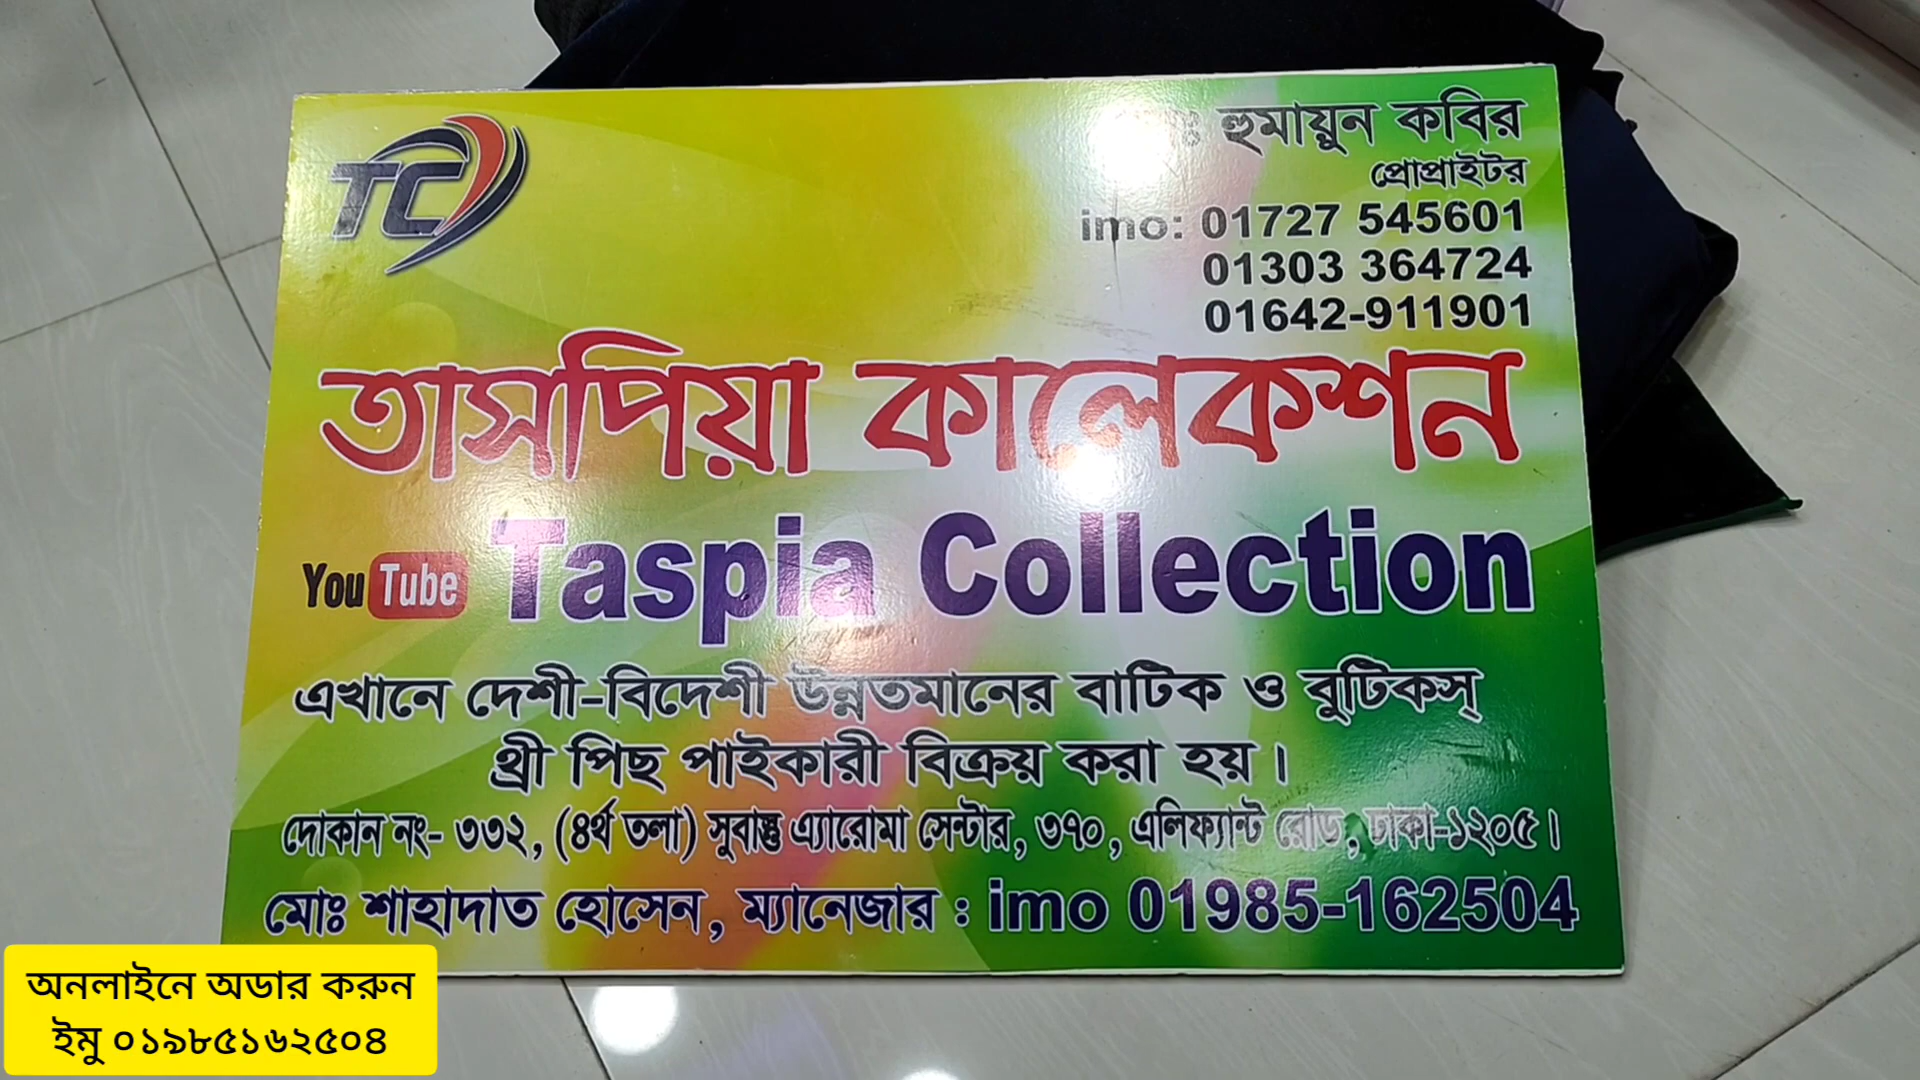 TC
হুমায়ুন কবির
প্রোপ্রাইটর
imo: 01727 545601
01303 364724
01642-911901
তাসপিয়া কালেকশন
YouTube Taspia Collection
এখানে দেশী-বিদেশী উন্নতমানের বাটিক ও বুটিকস্
থ্রী পিছ পাইকারী বিক্রয় করা হয়।
দোকান নং- ৩৩২, (৪র্থ তলা) সুবাস্তু এ্যারোমা সেন্টার, ৩৭০, এলিফ্যান্ট রোড, ঢাকা-১২০৫।
মোঃ শাহাদাত হোসেন, ম্যানেজার : imo 01985-162504
অনলাইনে অডার করুন
ইমু ০১৯৮৫১৬২৫০৪